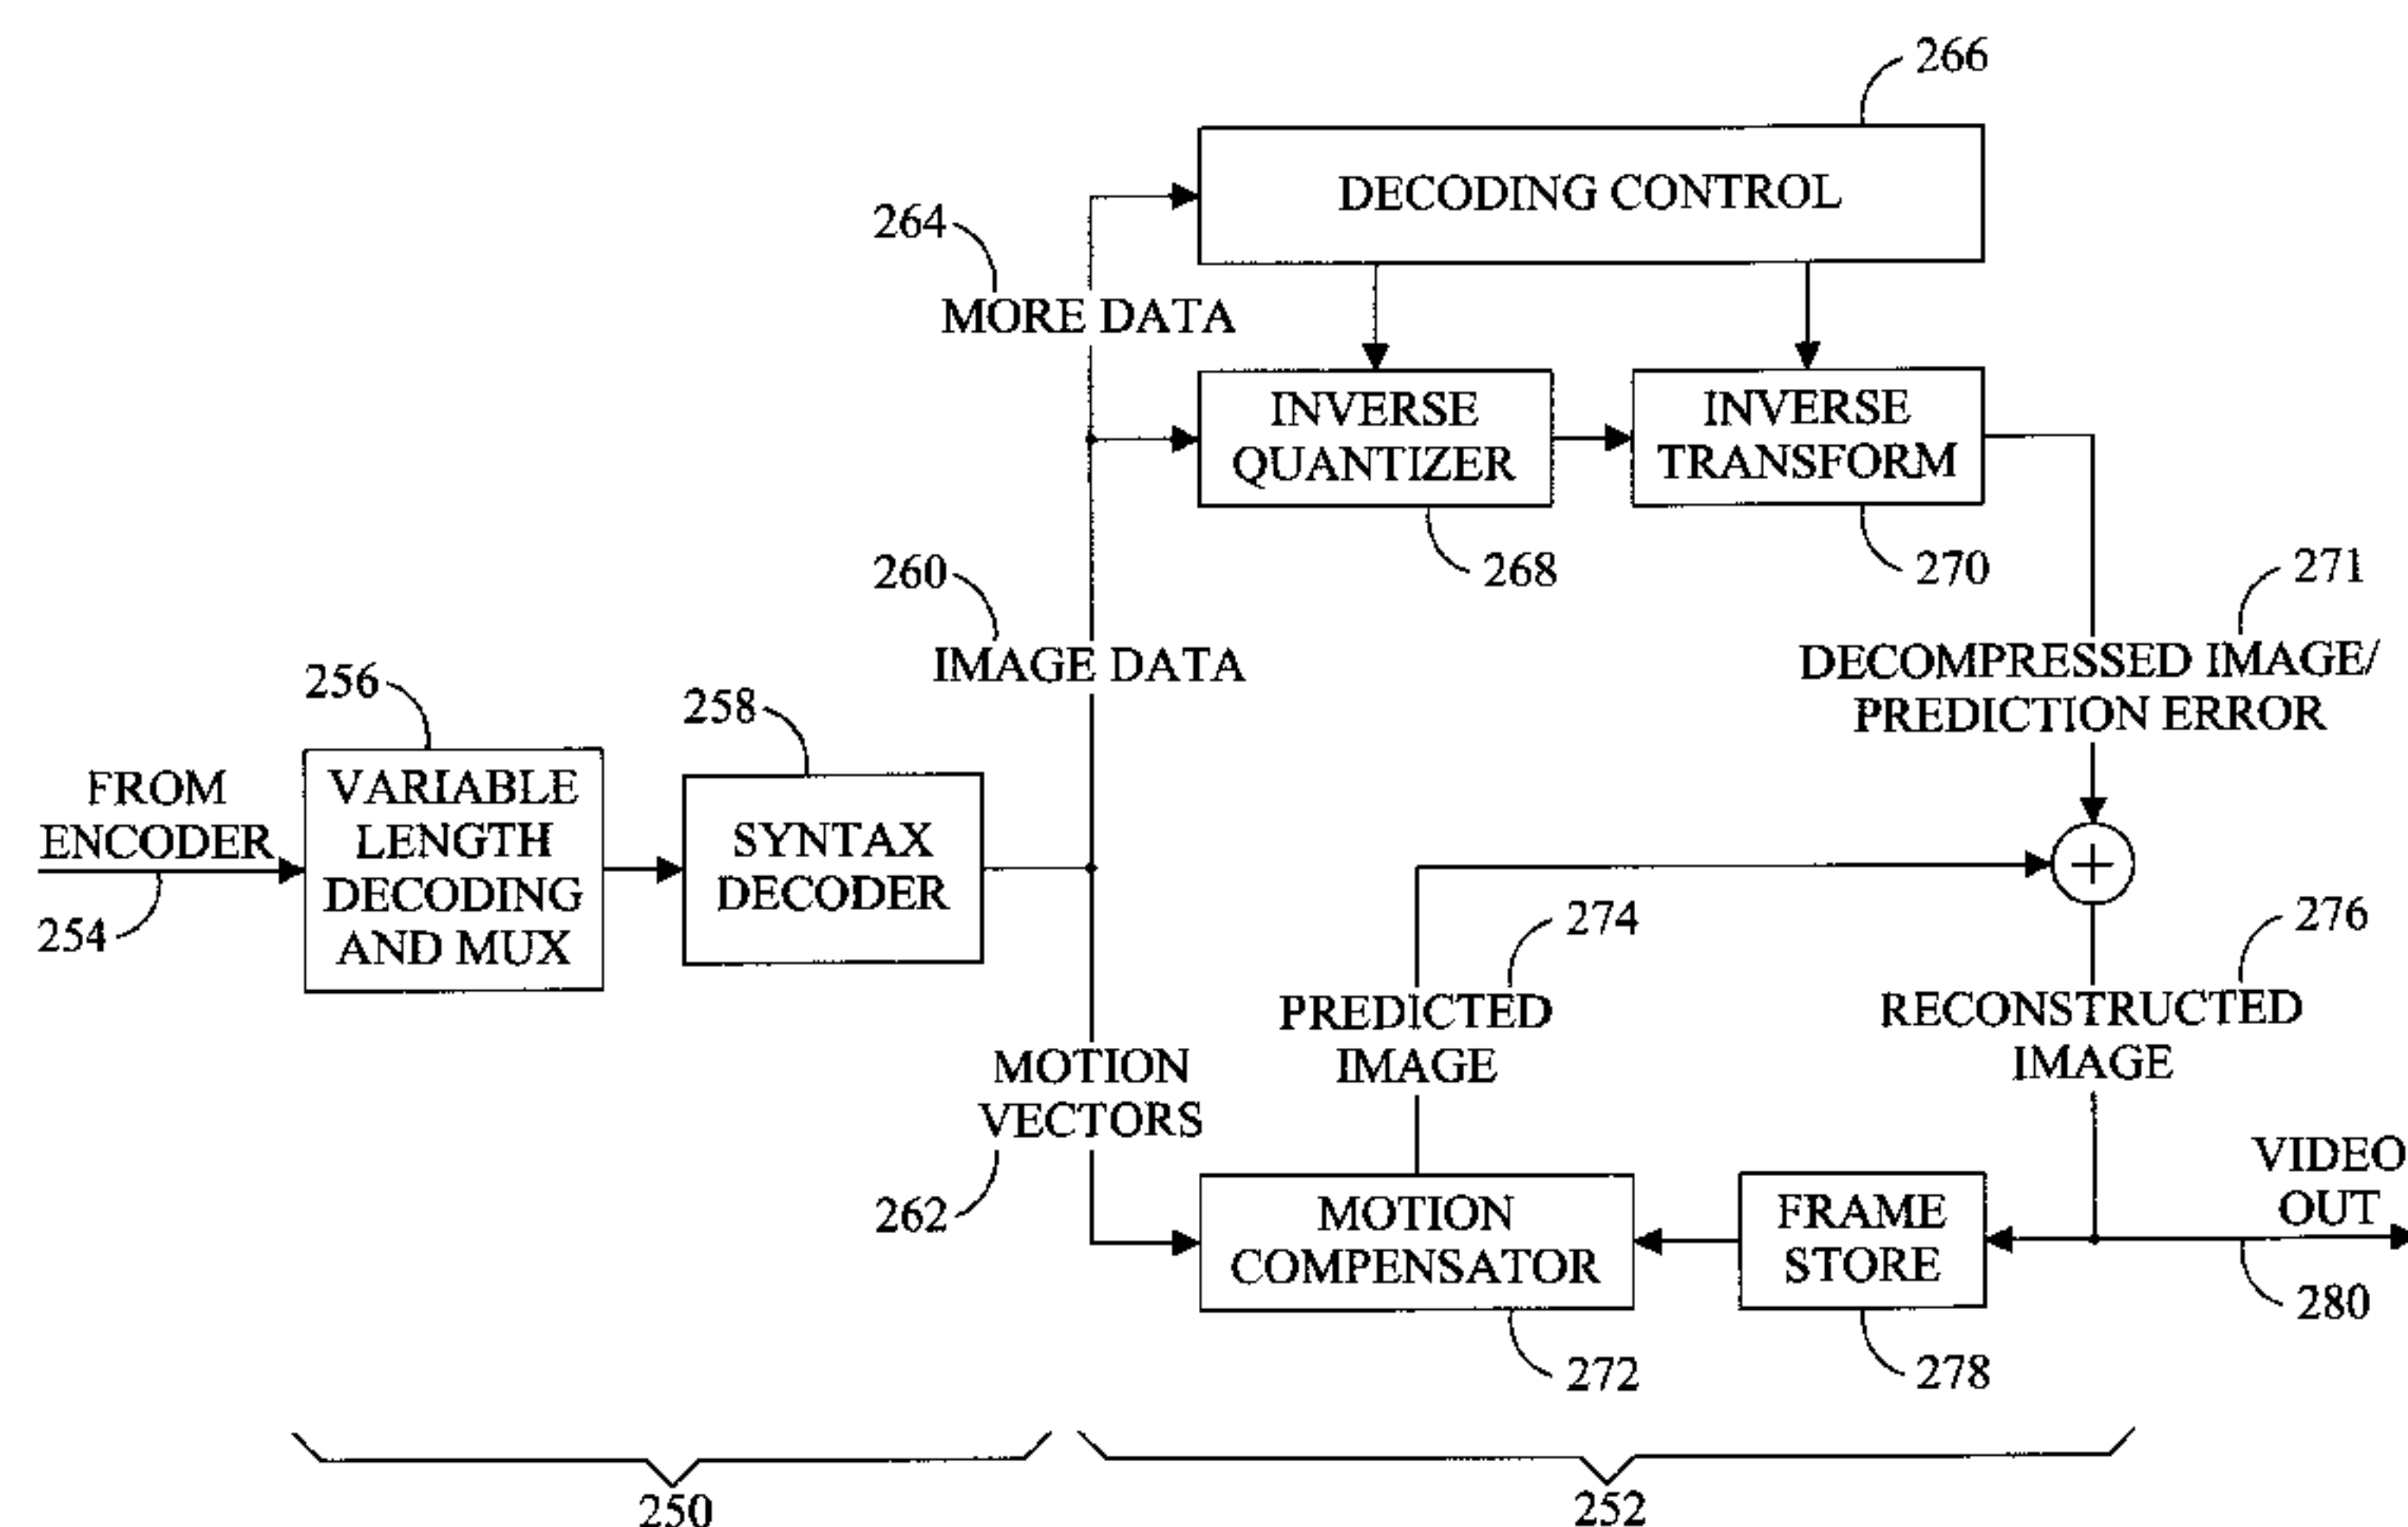 266
DECODING CONTROL
264
MORE DATA
INVERSE
QUANTIZER
INVERSE
TRANSFORM
268
270
260
IMAGE DATA
271
DECOMPRESSED IMAGE/
PREDICTION ERROR
256
258
FROM
ENCODER
254
VARIABLE
LENGTH
DECODING
AND MUX
SYNTAX
DECODER
274
276
PREDICTED
IMAGE
RECONSTRUCTED
IMAGE
MOTION
VECTORS
262
MOTION
COMPENSATOR
FRAME
STORE
VIDEO
OUT
280
272
278
250
252